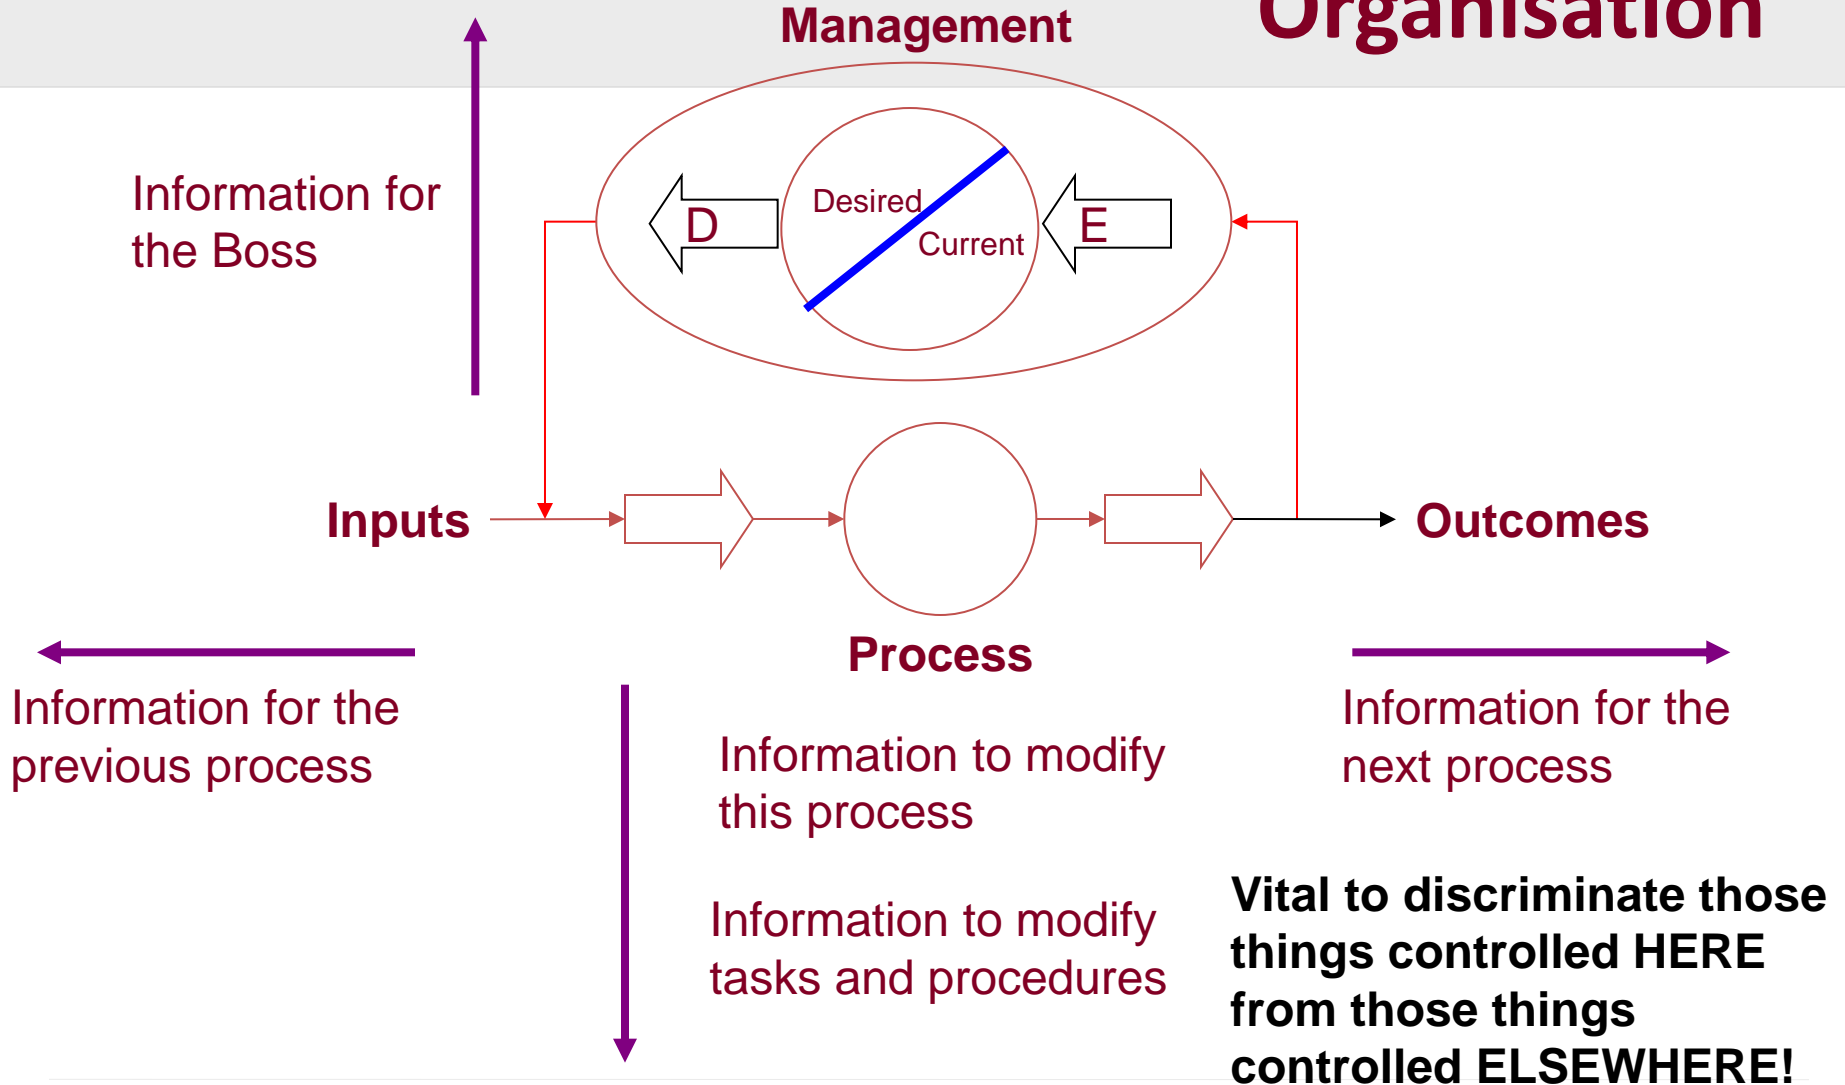 Organisation
Management
Information for
the Boss
D
Desired
Current
E
Inputs
Outcomes
Process
Information for the
previous process
Information to modify
this process
Information for the
next process
Information to modify
tasks and procedures
Vital to discriminate those
things controlled HERE
from those things
controlled ELSEWHERE!